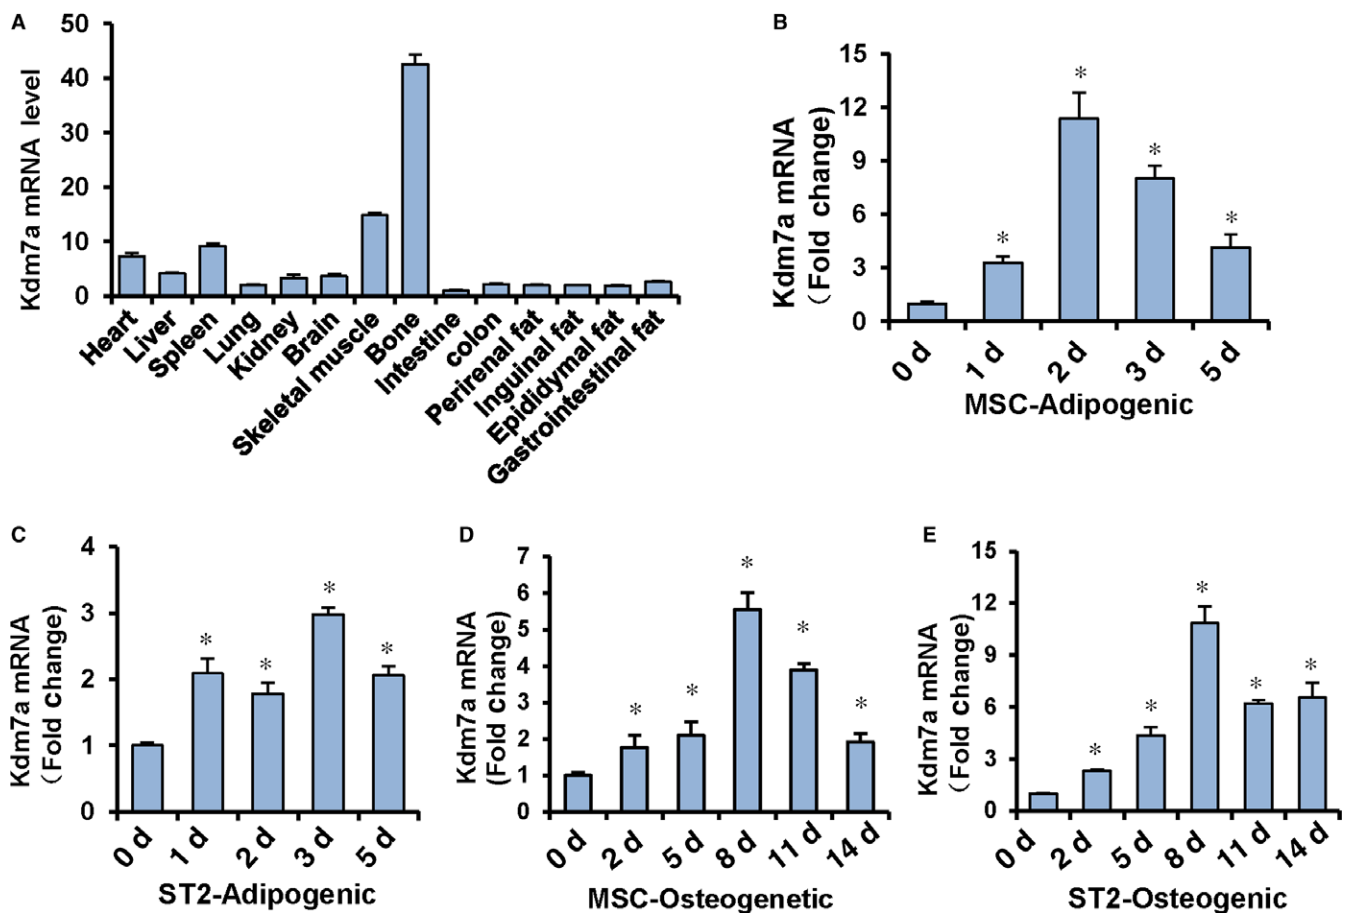 A
Kdm7a mRNA level
50
40
30
20
10
0
Heart
Liver
Spleen
Lung
Kidney
Brain
Skeletal muscle
Bone
Intestine
colon
Perirenal fat
Inguinal fat
Epididymal fat
Gastrointestinal fat
B
Kdm7a mRNA
(Fold change)
15
12
9
6
3
0
*
*
*
*
0 d
1 d
2 d
3 d
5 d
MSC-Adipogenic
C
Kdm7a mRNA
(Fold change)
4
3
2
1
0
*
*
*
*
0 d
1 d
2 d
3 d
5 d
ST2-Adipogenic
D
Kdm7a mRNA
(Fold change)
7
6
5
4
3
2
1
0
*
*
*
*
*
0 d
2 d
5 d
8 d
11 d
14 d
MSC-Osteogenetic
E
Kdm7a mRNA
(Fold change)
15
12
9
6
3
0
*
*
*
*
*
0 d
2 d
5 d
8 d
11 d
14 d
ST2-Osteogenic